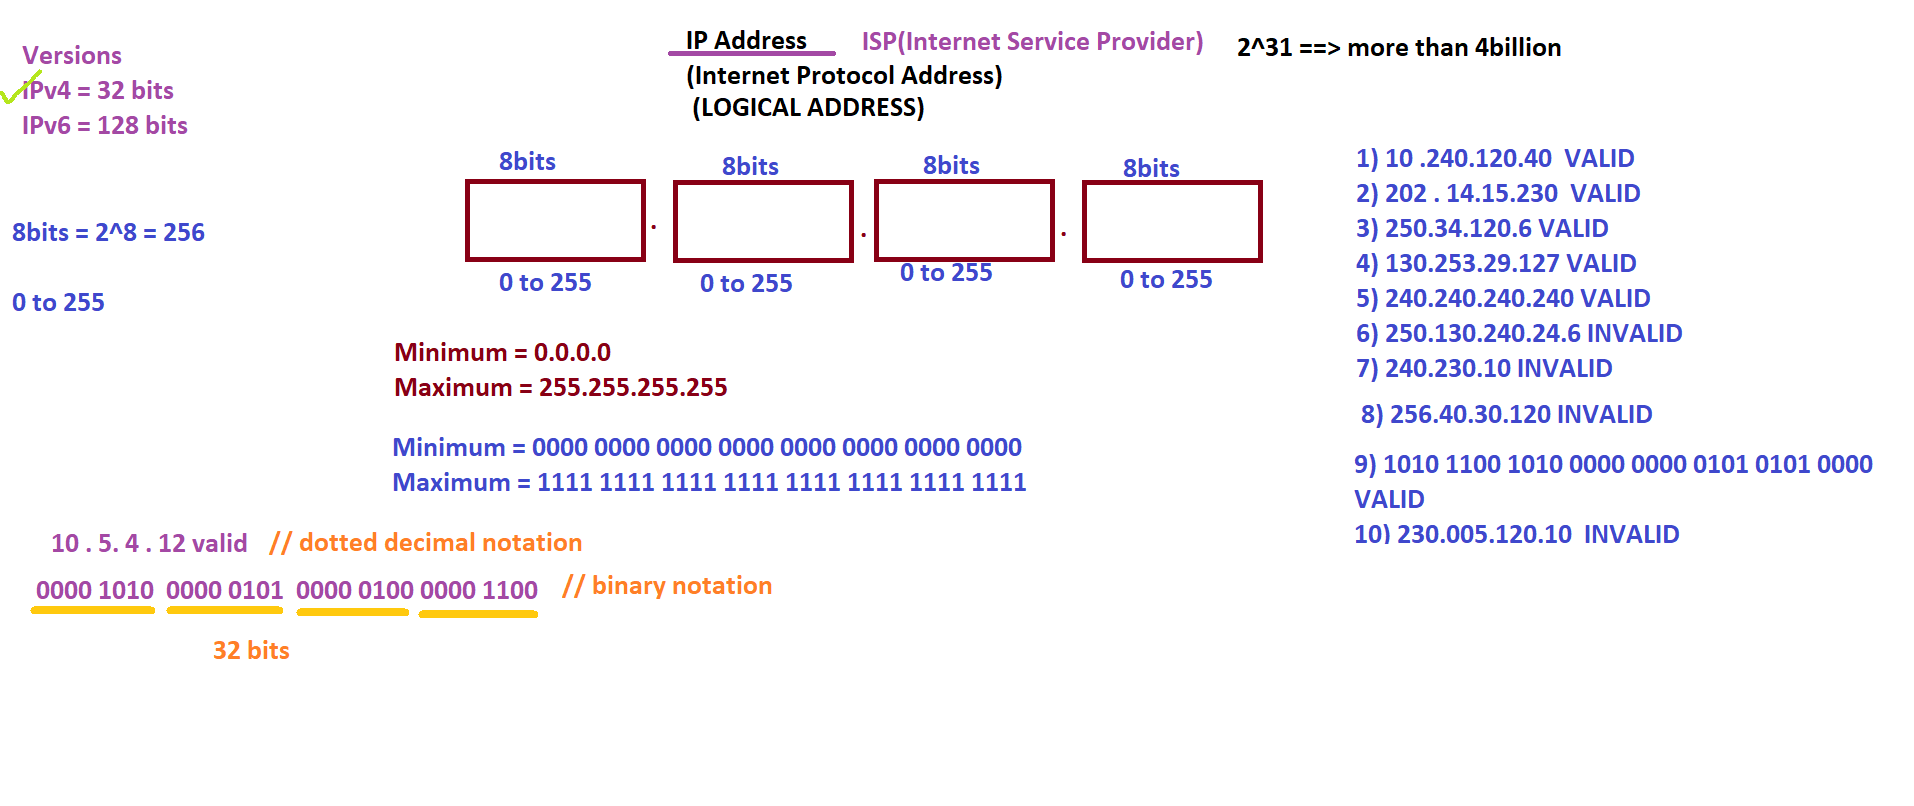 Versions
IPv4 = 32 bits
IPv6 = 128 bits
8bits = 2^8 = 256
0 to 255
IP Address
(Internet Protocol Address)
(LOGICAL ADDRESS)
ISP(Internet Service Provider)
2^31 ==> more than 4billion
8bits
8bits
8bits
8bits
. . .
0 to 255
0 to 255
0 to 255
0 to 255
Minimum = 0.0.0.0
Maximum = 255.255.255.255
Minimum = 0000 0000 0000 0000 0000 0000 0000
Maximum = 1111 1111 1111 1111 1111 1111 1111 1111
10 . 5. 4 . 12 valid // dotted decimal notation
0000 1010 0000 0101 0000 0100 0000 1100 // binary notation
32 bits
1) 10 .240.120.40 VALID
2) 202 . 14.15.230 VALID
3) 250.34.120.6 VALID
4) 130.253.29.127 VALID
5) 240.240.240.240 VALID
6) 250.130.240.24.6 INVALID
7) 240.230.10 INVALID
8) 256.40.30.120 INVALID
9) 1010 1100 1010 0000 0000 0101 0101 0000
VALID
10) 230.005.120.10 INVALID